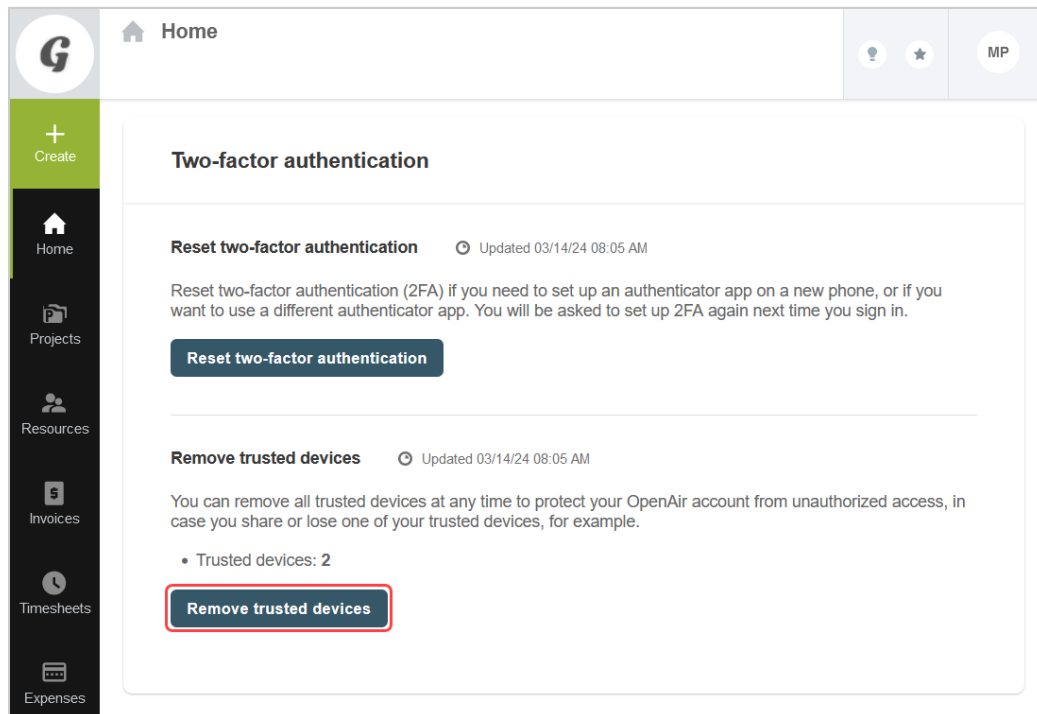 G
Home
MP
Create
Home
Projects
Resources
Invoices
Timesheets
Expenses
Two-factor authentication
Reset two-factor authentication Updated 03/14/24 08:05 AM
Reset two-factor authentication (2FA) if you need to set up an authenticator app on a new phone, or if you
want to use a different authenticator app. You will be asked to set up 2FA again next time you sign in.
Reset two-factor authentication
Remove trusted devices Updated 03/14/24 08:05 AM
You can remove all trusted devices at any time to protect your OpenAir account from unauthorized access, in
case you share or lose one of your trusted devices, for example.
• Trusted devices: 2
Remove trusted devices